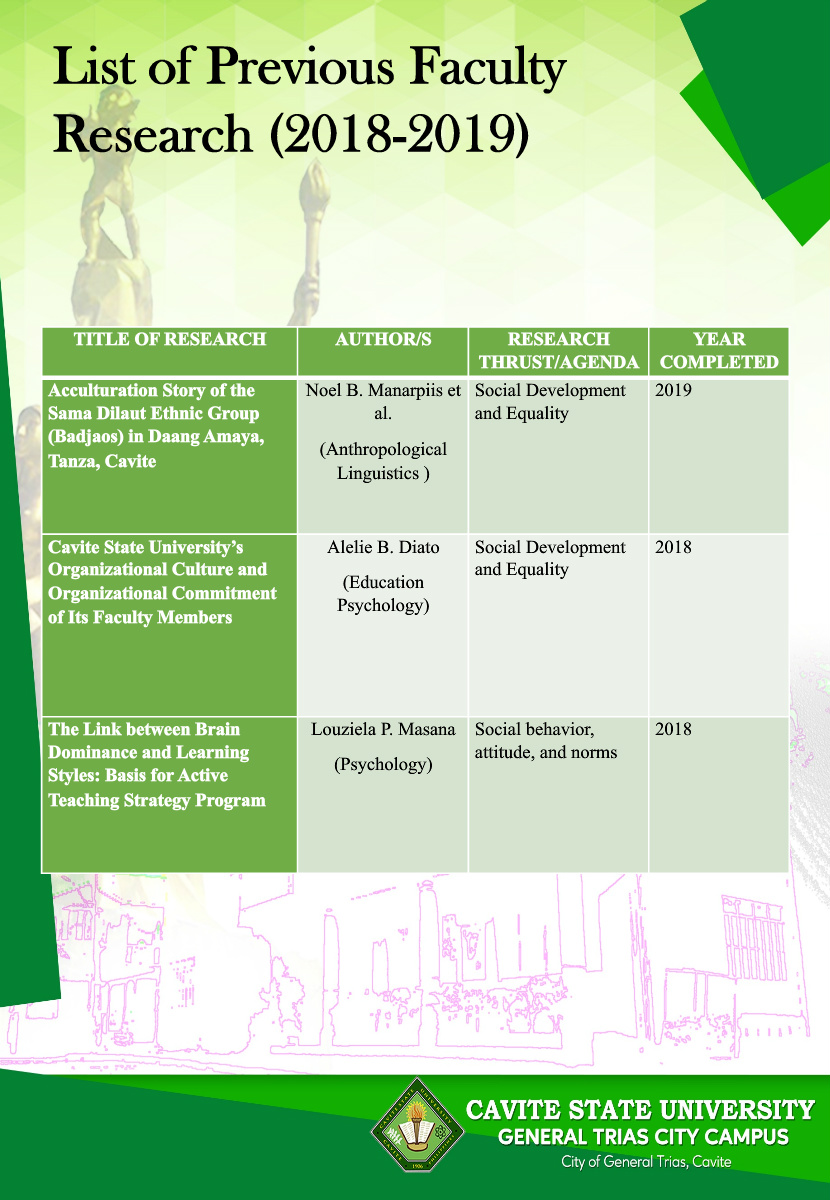 List of Previous Faculty
Research (2018-2019)
TITLE OF RESEARCH
AUTHOR/S
RESEARCH
THRUST/AGENDA
YEAR
COMPLETED
Acculturation Story of the
Sama Dilaut Ethnic Group
(Badjaos) in Daang Amaya,
Tanza, Cavite
Noel B. Manarpiis et
al.
(Anthropological
Linguistics )
Social Development
and Equality
2019
Cavite State University’s
Organizational Culture and
Organizational Commitment
of Its Faculty Members
Alelie B. Diato
(Education
Psychology)
Social Development
and Equality
2018
The Link between Brain
Dominance and Learning
Styles: Basis for Active
Teaching Strategy Program
Louziela P. Masana
(Psychology)
Social behavior,
attitude, and norms
2018
CAVITE STATE UNIVERSITY
GENERAL TRIAS CITY CAMPUS
City of General Trias, Cavite
1906